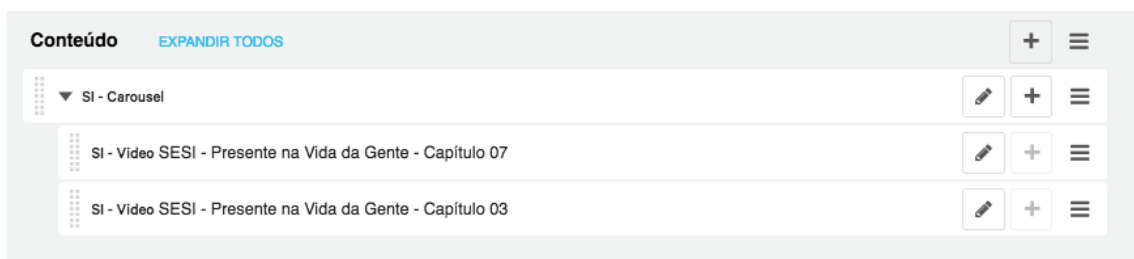 Conteúdo EXPANDIR TODOS
SI - Carousel
SI - Video SESI - Presente na Vida da Gente - Capítulo 07
SI - Video SESI - Presente na Vida da Gente - Capítulo 03